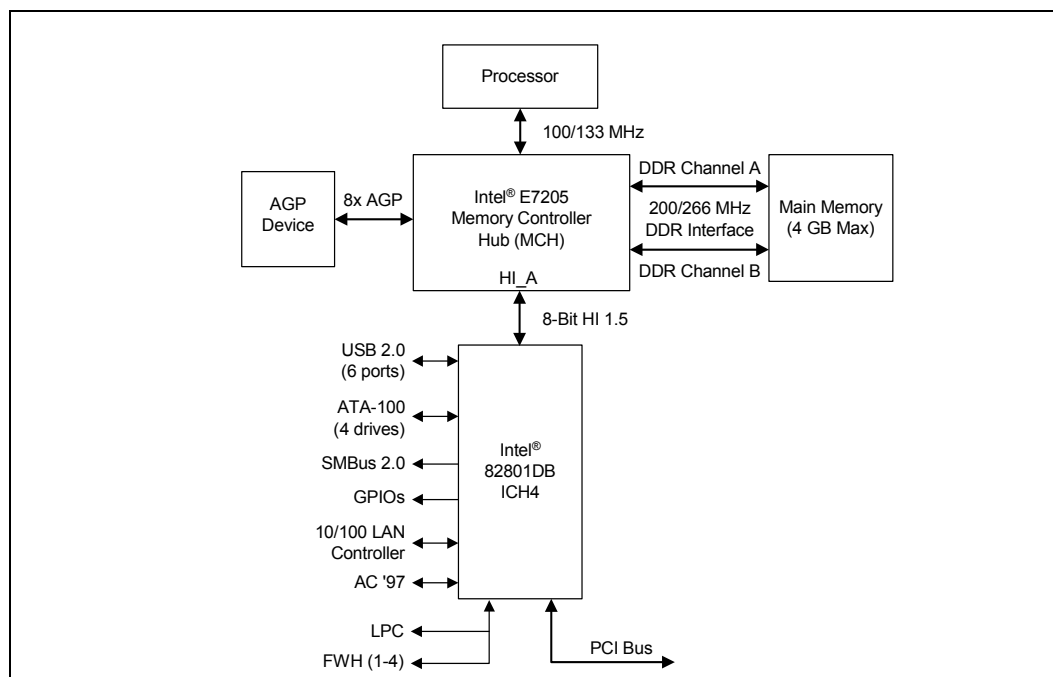 Processor
100/133 MHz
AGP
Device
8x AGP
Intel® E7205
Memory Controller
Hub (MCH)
HI_A
DDR Channel A
200/266 MHz
DDR Interface
DDR Channel B
Main Memory
(4 GB Max)
8-Bit HI 1.5
USB 2.0
(6 ports)
ATA-100
(4 drives)
SMBus 2.0
GPIOs
10/100 LAN
Controller
AC '97
Intel®
82801DB
ICH4
LPC
FWH (1-4)
PCI Bus